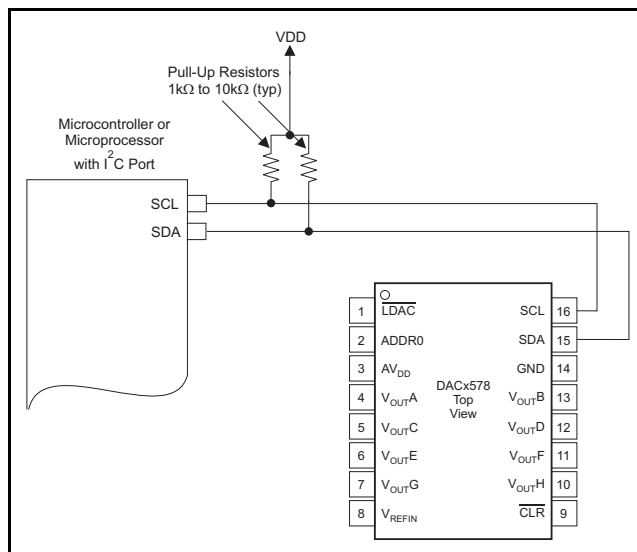 VDD
Pull-Up Resistors
1kΩ to 10kΩ (typ)
Microcontroller or
Microprocessor
with I²C Port
SCL
SDA
1 LDAC SCL 16
2 ADDR0 SDA 15
3 AVDD GND 14
4 VOUTA VOUTB 13
5 VOUTC VOUTD 12
6 VOUTE VOUTF 11
7 VOUTG VOUTH 10
8 VREFIN CLR 9
DACx578
Top
View